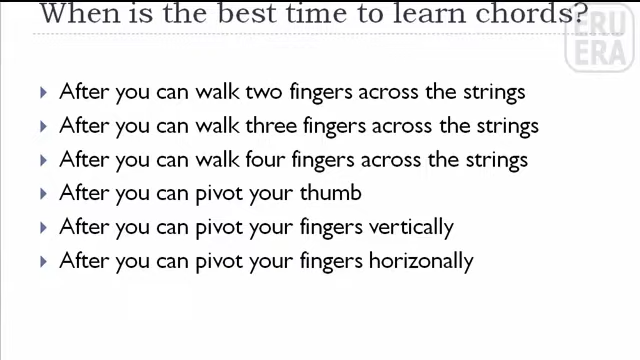 When is the best time to learn chords?
ERU
ERA
After you can walk two fingers across the strings
After you can walk three fingers across the strings
After you can walk four fingers across the strings
After you can pivot your thumb
After you can pivot your fingers vertically
After you can pivot your fingers horizonally